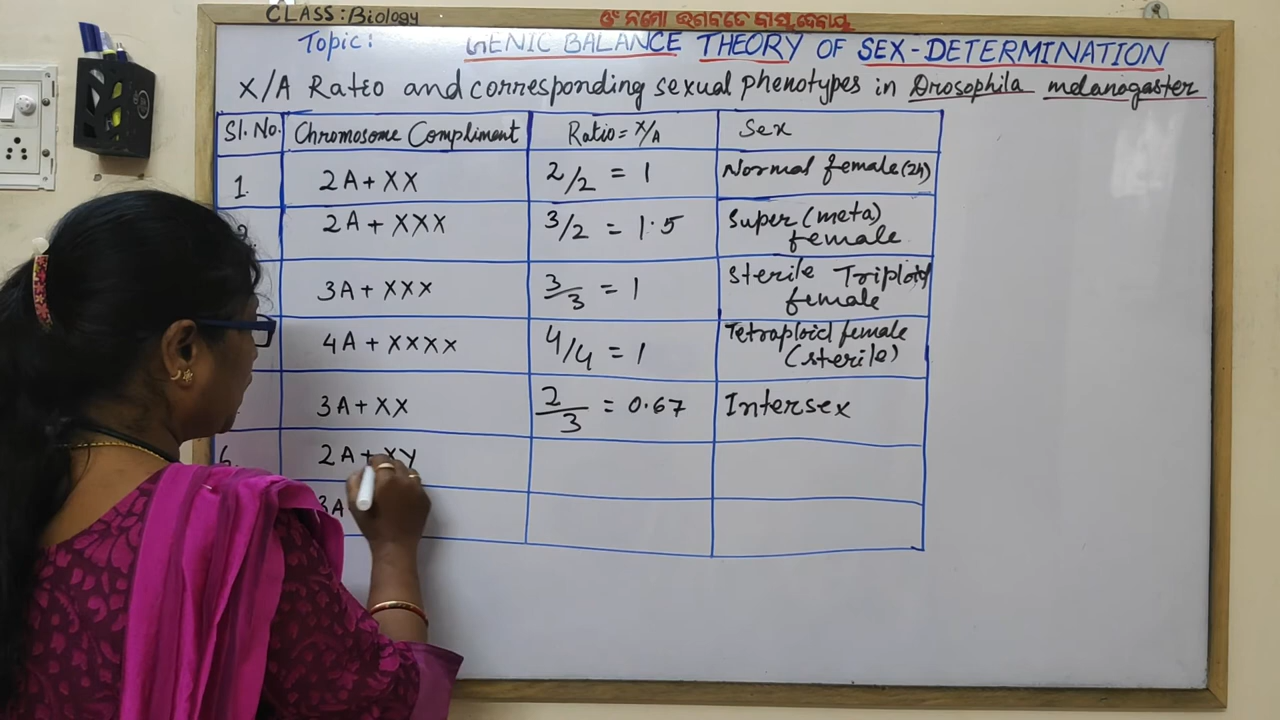 CLASS: Biology
ଓଁ ନମୋ ଭଗବତେ ବାସୁଦେବାୟ
Topic: GENIC BALANCE THEORY OF SEX-DETERMINATION
X/A Ratio and corresponding sexual phenotypes in Drosophila melanogaster
Sl. No. Chromosome Compliment Ratio = X/A Sex
1. 2A + XX 2/2 = 1 Normal female (2n)
2. 2A + XXX 3/2 = 1.5 Super (meta) female
3A + XXX 3/3 = 1 Sterile Triploid female
4A + XXXX 4/4 = 1 Tetraploid female (sterile)
3A + XX 2/3 = 0.67 Intersex
6. 2A + XY
3A